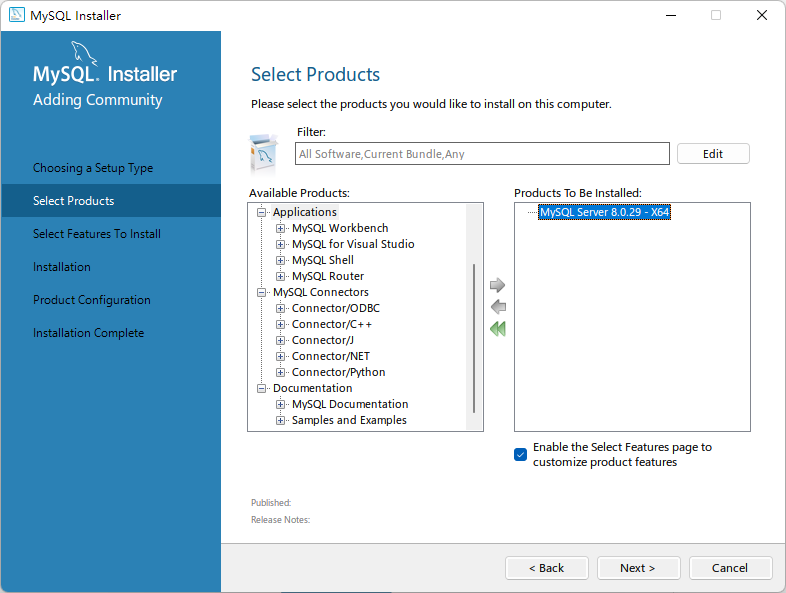 MySQL Installer
MySQL. Installer
Adding Community
Choosing a Setup Type
Select Products
Select Features To Install
Installation
Product Configuration
Installation Complete
Select Products
Please select the products you would like to install on this computer.
Filter:
All Software,Current Bundle,Any
Edit
Available Products:
Applications
MySQL Workbench
MySQL for Visual Studio
MySQL Shell
MySQL Router
MySQL Connectors
Connector/ODBC
Connector/C++
Connector/J
Connector/NET
Connector/Python
Documentation
MySQL Documentation
Samples and Examples
Products To Be Installed:
MySQL Server 8.0.29 - X64
Enable the Select Features page to
customize product features
Published:
Release Notes:
< Back
Next >
Cancel